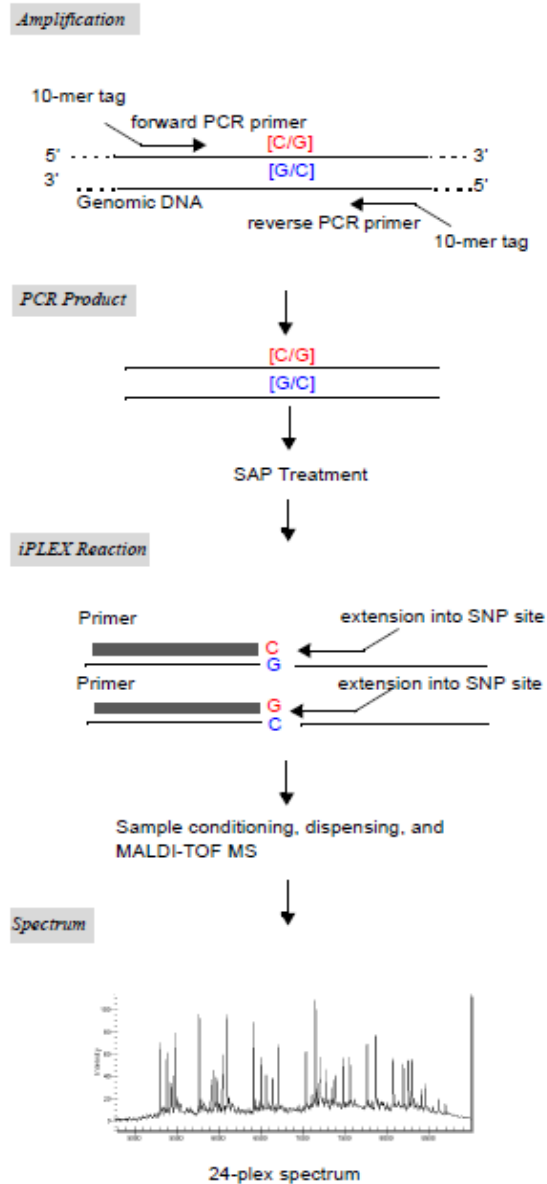 Amplification
10-mer tag
forward PCR primer
[C/G]
5' 3'
[G/C]
3' 5'
Genomic DNA
reverse PCR primer
10-mer tag
PCR Product
[C/G]
[G/C]
SAP Treatment
iPLEX Reaction
Primer extension into SNP site
C
G
Primer extension into SNP site
G
C
Sample conditioning, dispensing, and
MALDI-TOF MS
Spectrum
24-plex spectrum